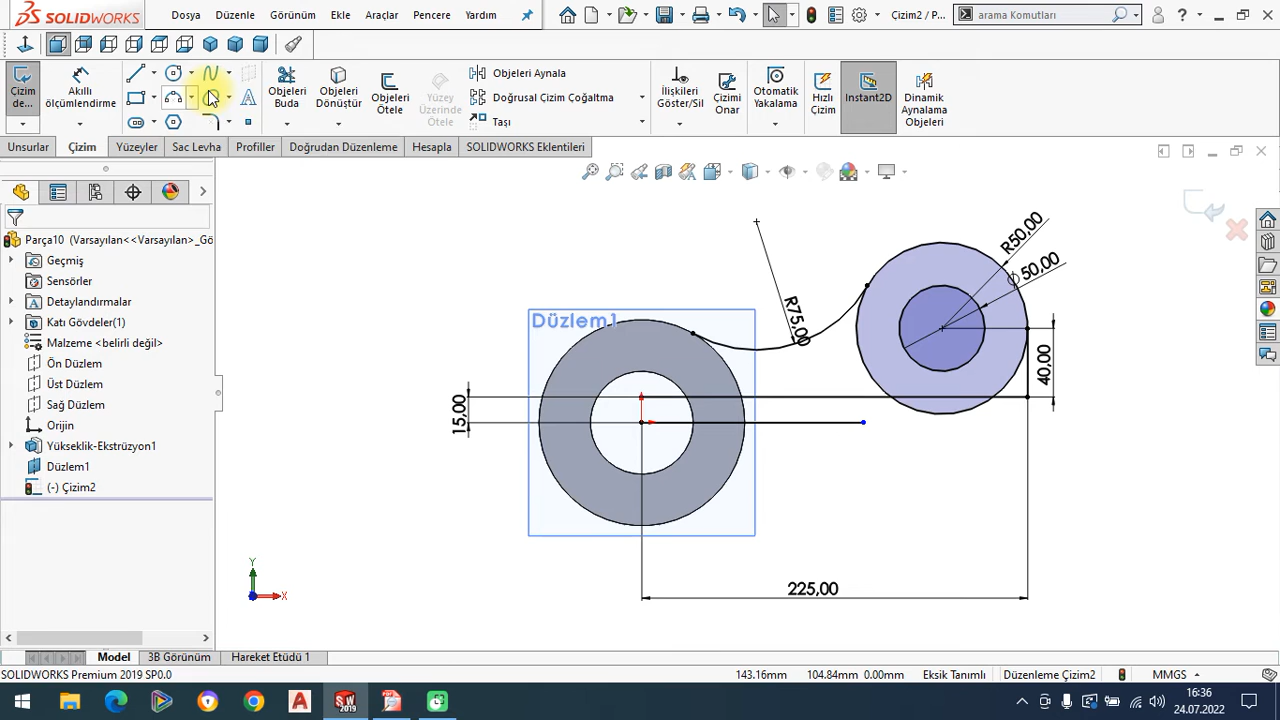 SOLIDWORKS Dosya Düzenle Görünüm Ekle Araçlar Pencere Yardım Çizim2 / P... arama Komutları ?
Çizim de... Akıllı ölçümlendirme Objeleri Buda Objeleri Dönüştür Objeleri Ötele Yüzey Üzerinde Ötele Objeleri Aynala Doğrusal Çizim Çoğaltma Taşı İlişkileri Göster/Sil Çizimi Onar Otomatik Yakalama Hızlı Çizim Instant2D Dinamik Aynalama Objeleri
Unsurlar Çizim Yüzeyler Sac Levha Profiller Doğrudan Düzenleme Hesapla SOLIDWORKS Eklentileri
Parça10 (Varsayılan<<Varsayılan>_Gö
Geçmiş
Sensörler
Detaylandırmalar
Katı Gövdeler(1)
Malzeme <belirli değil>
Ön Düzlem
Üst Düzlem
Sağ Düzlem
Orijin
Yükseklik-Ekstrüzyon1
Düzlem1
(-) Çizim2
Düzlem1
R75,00
R50,00
∅50,00
40,00
15,00
225,00
Y
X
Model 3B Görünüm Hareket Etüdü 1
SOLIDWORKS Premium 2019 SP0.0 143.16mm 104.84mm 0.00mm Eksik Tanımlı Düzenleme Çizim2 MMGS
16:36
24.07.2022